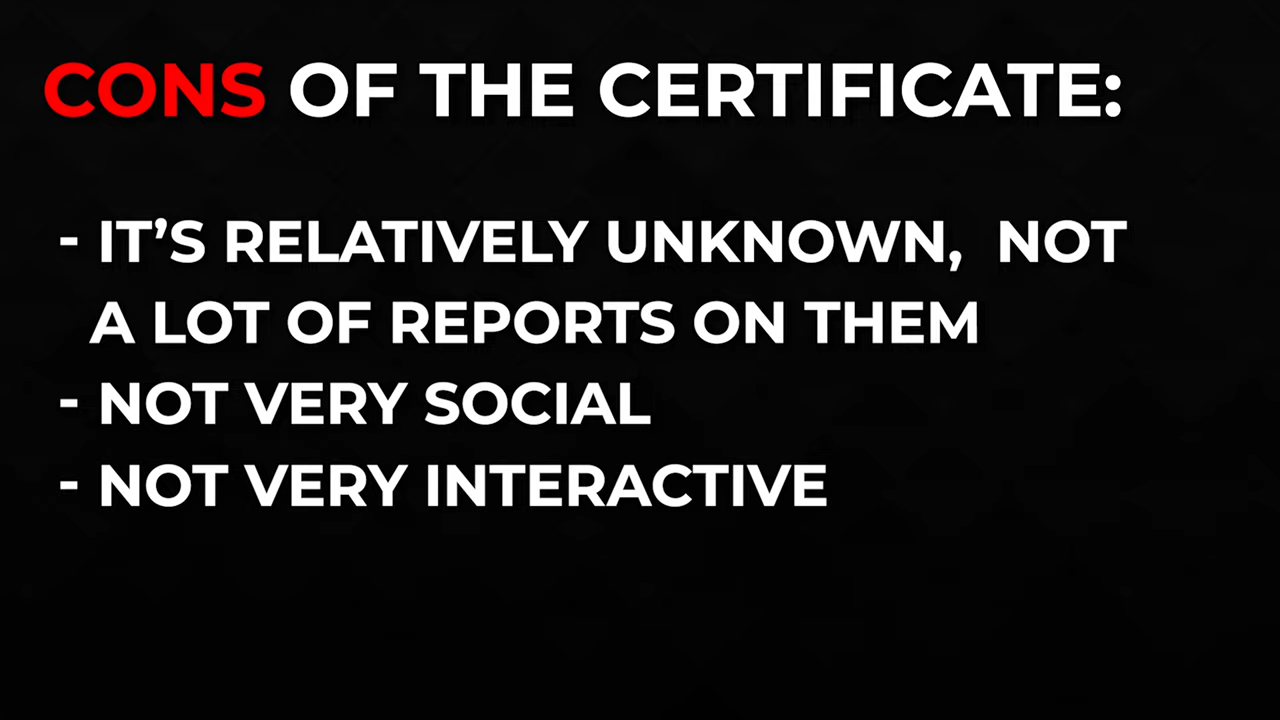 CONS OF THE CERTIFICATE:
- IT’S RELATIVELY UNKNOWN,  NOT
A LOT OF REPORTS ON THEM
- NOT VERY SOCIAL
- NOT VERY INTERACTIVE